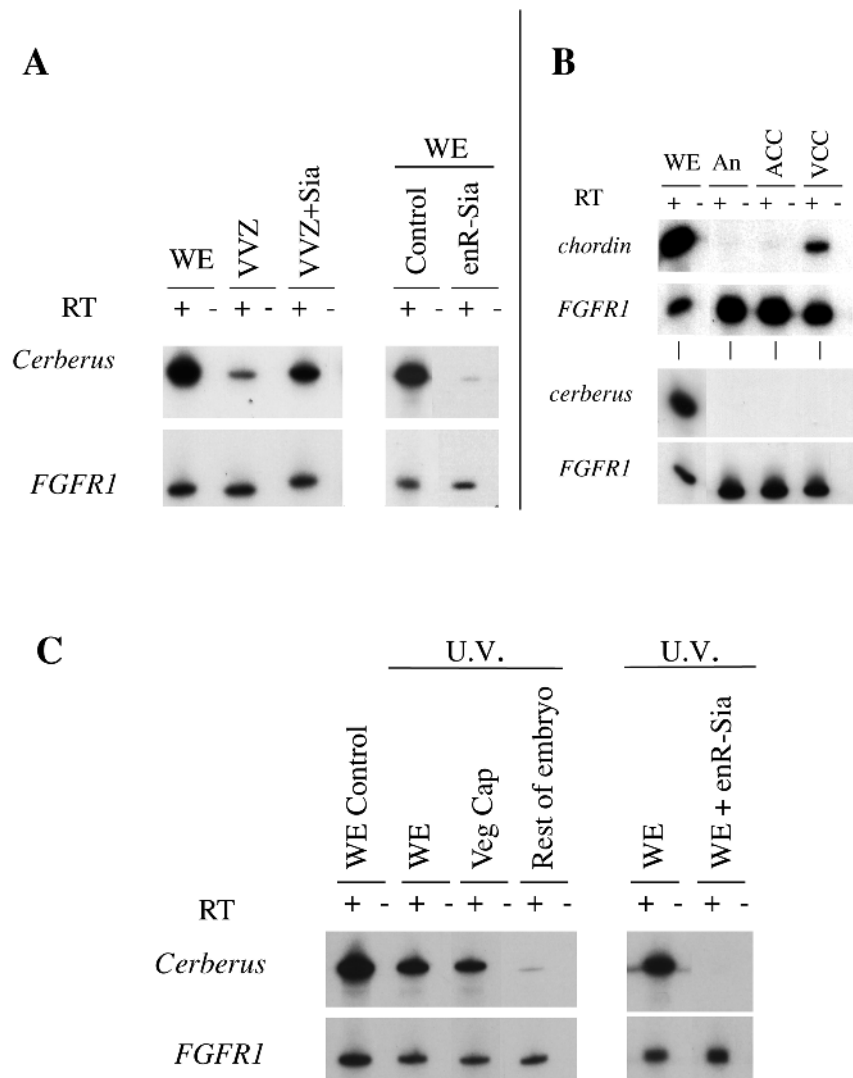 A
WE
VVZ
VVZ+Sia
WE
Control
enR-Sia
RT + - + - + - + - + -
Cerberus
FGFR1
B
WE An ACC VCC
RT + - + - + - + -
chordin
FGFR1
cerberus
FGFR1
C
U.V. U.V.
WE Control
WE
Veg Cap
Rest of embryo
WE
WE + enR-Sia
RT + - + - + - + - + - + -
Cerberus
FGFR1